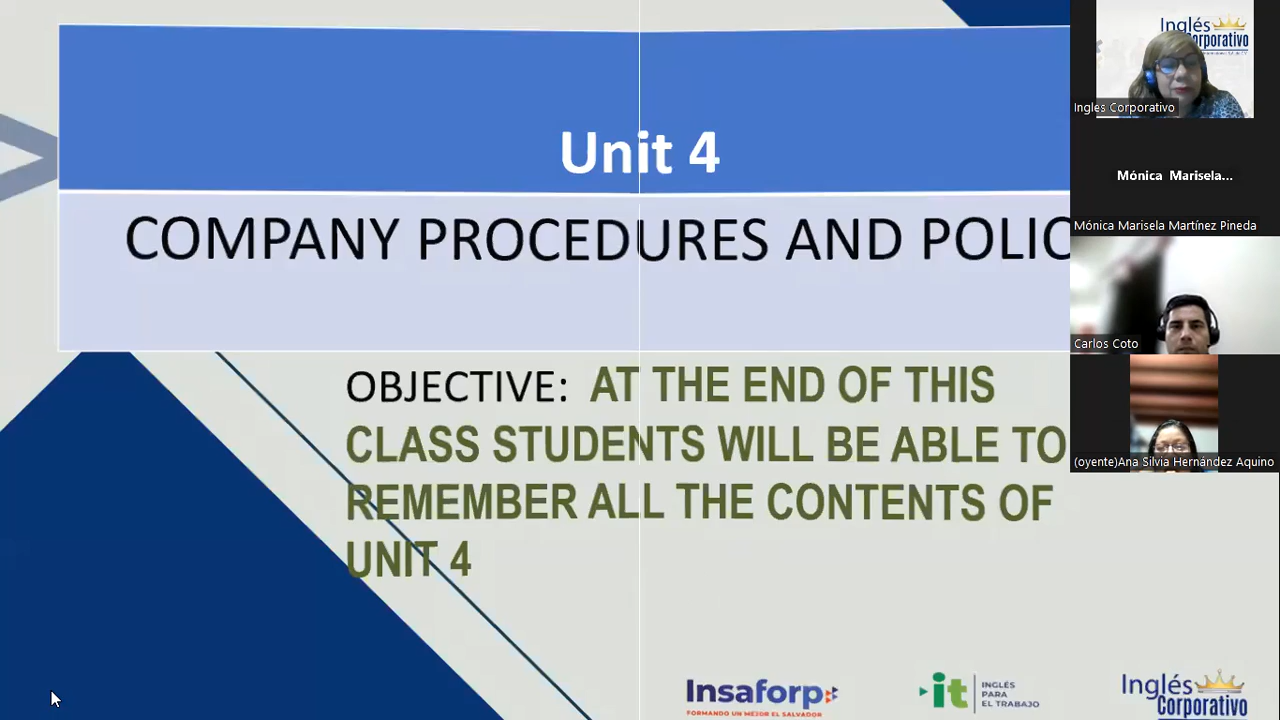 Unit 4
COMPANY PROCEDURES AND POLIC
OBJECTIVE: AT THE END OF THIS
CLASS STUDENTS WILL BE ABLE TO
REMEMBER ALL THE CONTENTS OF
UNIT 4
Insaforp
FORMANDO UN MEJOR EL SALVADOR
it
INGLÉS
PARA
EL TRABAJO
Inglés
Corporativo
Inglés
orporativo
Ingles Corporativo
Mónica Marisela...
Mónica Marisela Martínez Pineda
Carlos Coto
(oyente)Ana Silvia Hernández Aquino